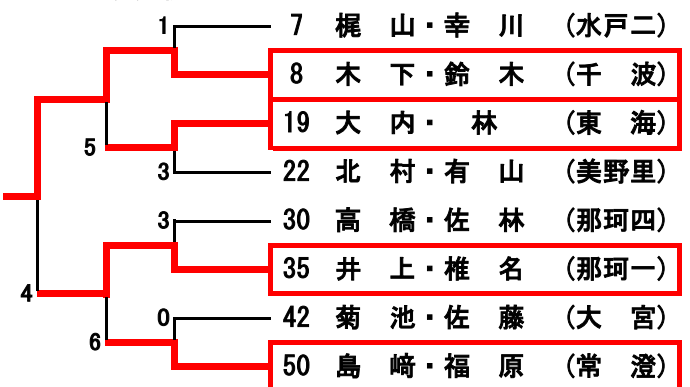 1
7 梶 山・幸 川 (水戸二)
8 木 下・鈴 木 (千 波)
19 大 内・ 林 (東 海)
5
3
22 北 村・有 山 (美野里)
3
30 高 橋・佐 林 (那珂四)
35 井 上・椎 名 (那珂一)
4
0
42 菊 池・佐 藤 (大 宮)
6
50 島 﨑・福 原 (常 澄)